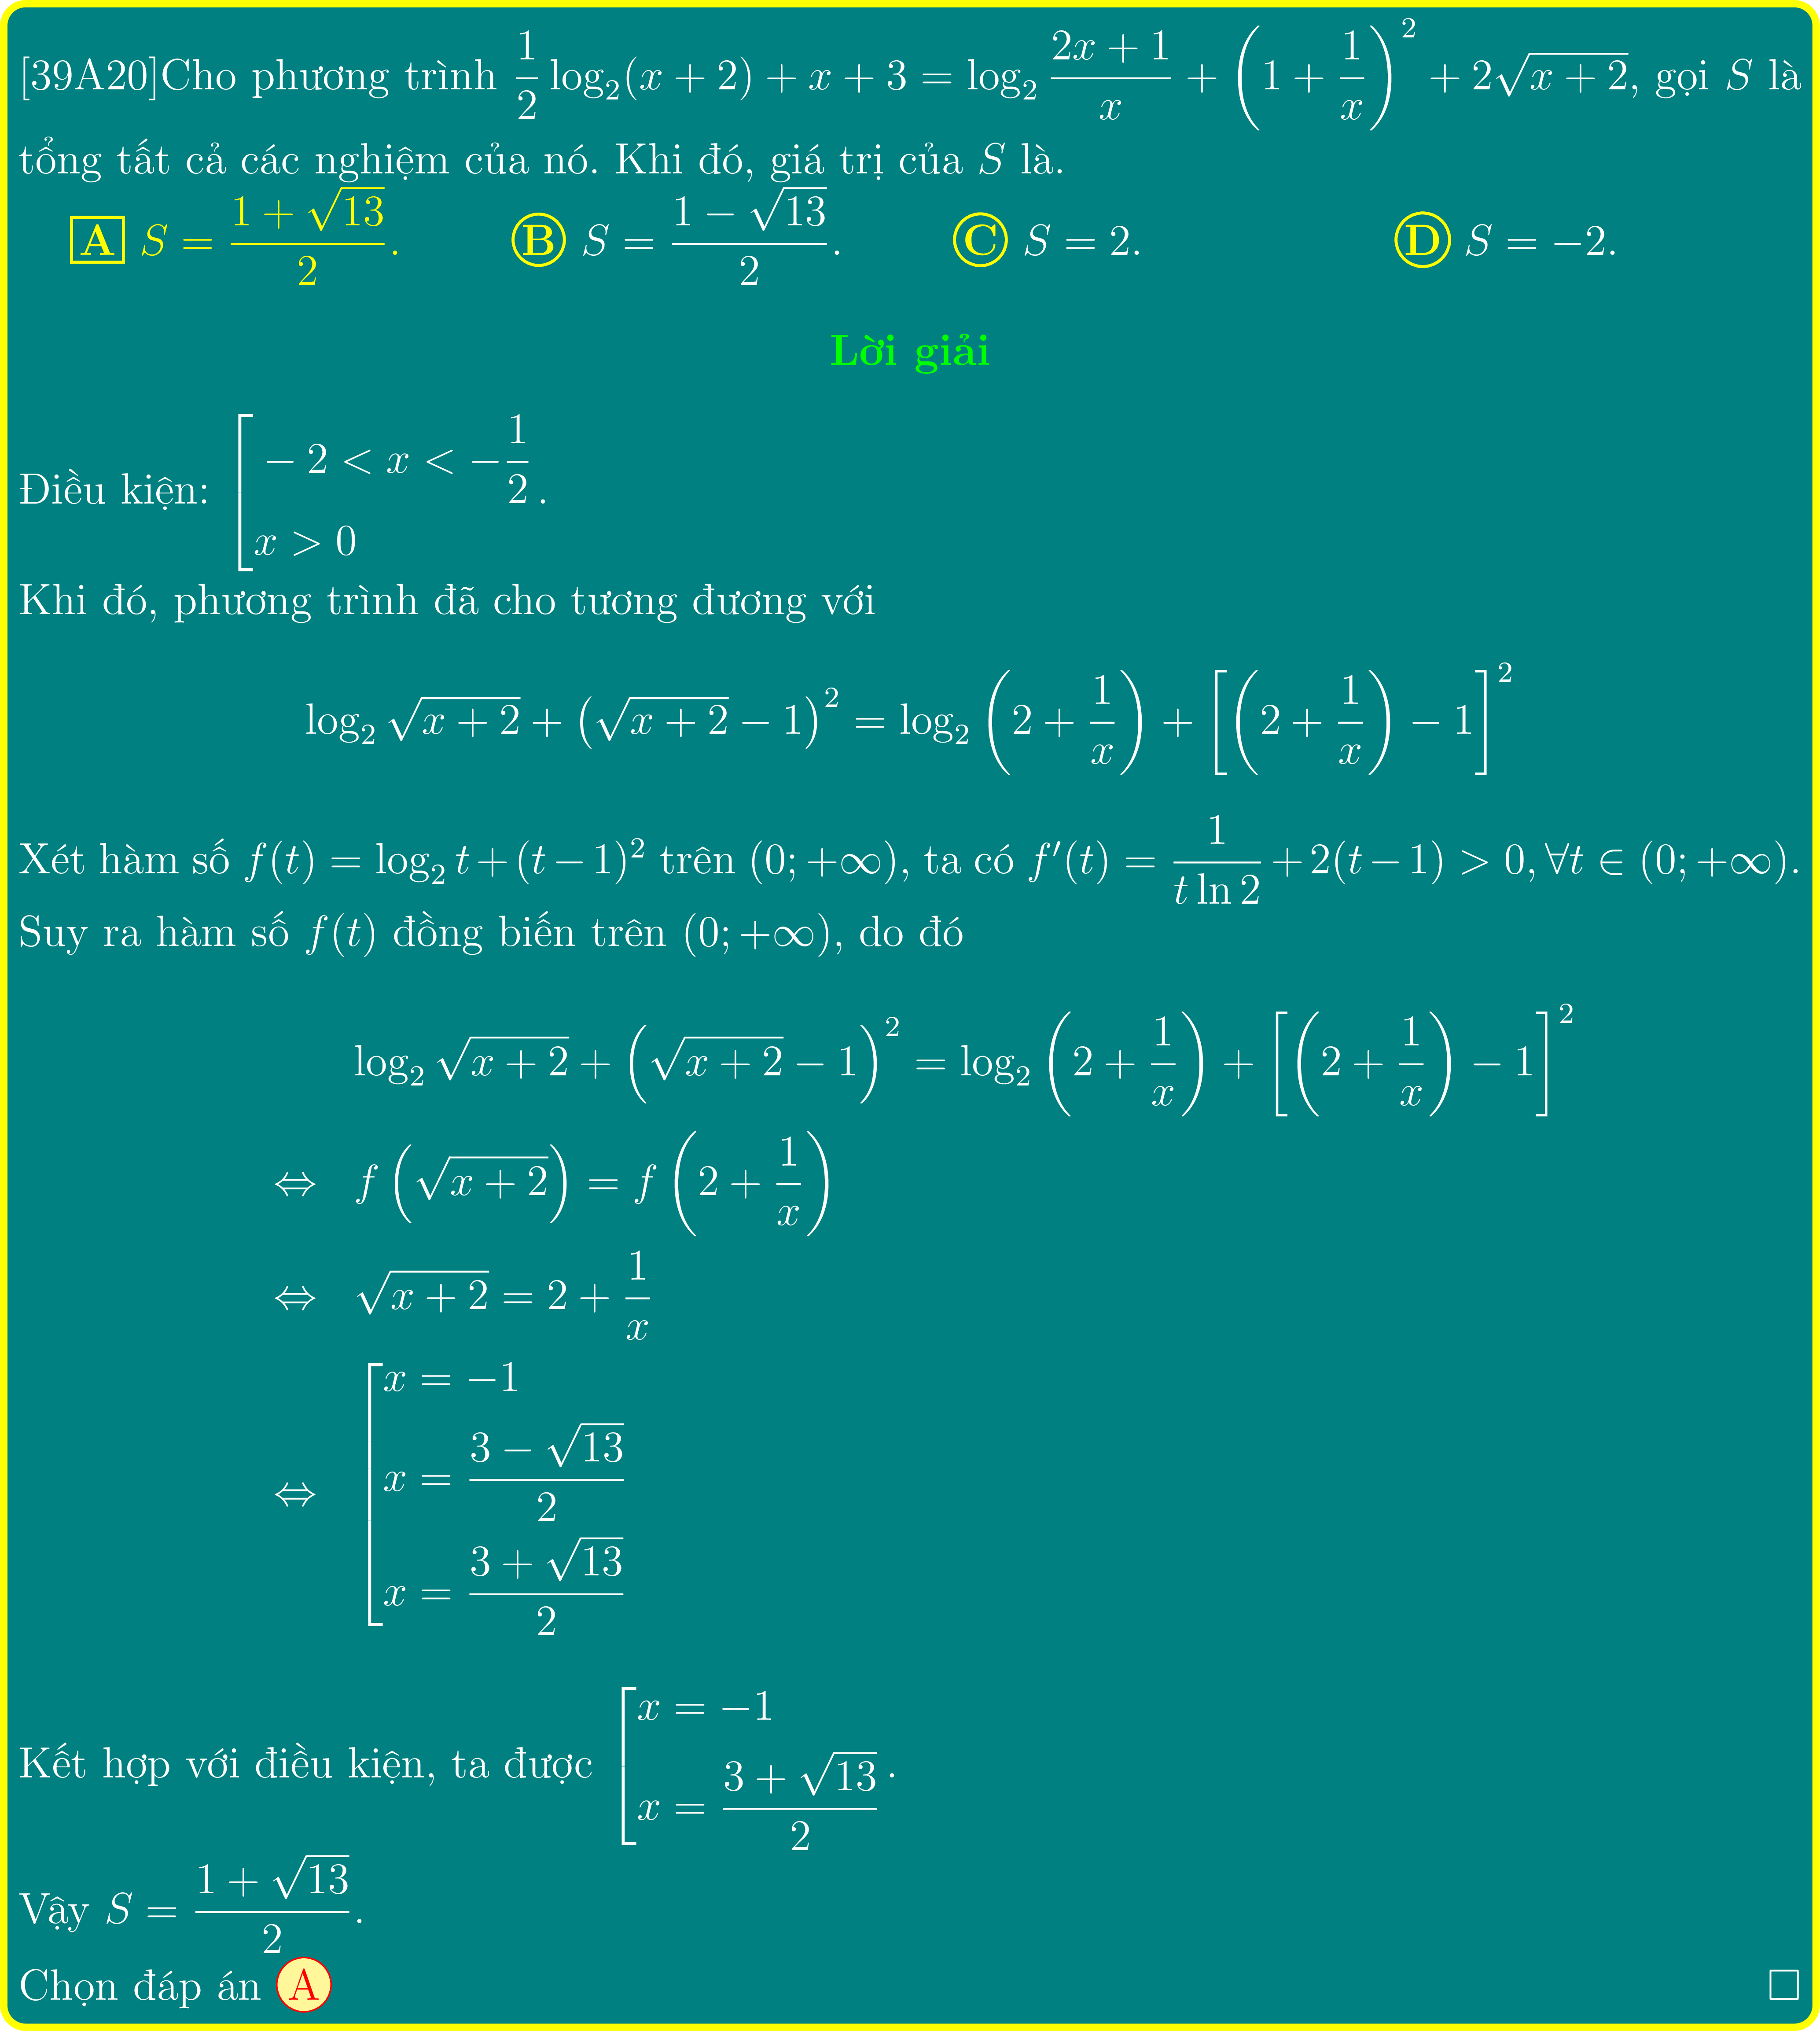 [39A20]Cho phương trình $\frac{1}{2}\log_2(x+2)+x+3=\log_2\frac{2x+1}{x}+\left(1+\frac{1}{x}\right)^2+2\sqrt{x+2}$, gọi $S$ là
tổng tất cả các nghiệm của nó. Khi đó, giá trị của $S$ là.
A $S=\frac{1+\sqrt{13}}{2}$. B $S=\frac{1-\sqrt{13}}{2}$. C $S=2$. D $S=-2$.
Lời giải
Điều kiện: $\left[\begin{array}{l}-2<x<-\frac{1}{2}\\x>0\end{array}\right.$.
Khi đó, phương trình đã cho tương đương với
$\log_2\sqrt{x+2}+\left(\sqrt{x+2}-1\right)^2=\log_2\left(2+\frac{1}{x}\right)+\left[\left(2+\frac{1}{x}\right)-1\right]^2$
Xét hàm số $f(t)=\log_2 t+(t-1)^2$ trên $(0;+\infty)$, ta có $f'(t)=\frac{1}{t\ln 2}+2(t-1)>0,\forall t\in(0;+\infty)$.
Suy ra hàm số $f(t)$ đồng biến trên $(0;+\infty)$, do đó
$\log_2\sqrt{x+2}+\left(\sqrt{x+2}-1\right)^2=\log_2\left(2+\frac{1}{x}\right)+\left[\left(2+\frac{1}{x}\right)-1\right]^2$
$\Leftrightarrow f\left(\sqrt{x+2}\right)=f\left(2+\frac{1}{x}\right)$
$\Leftrightarrow \sqrt{x+2}=2+\frac{1}{x}$
$\Leftrightarrow \left[\begin{array}{l}x=-1\\x=\frac{3-\sqrt{13}}{2}\\x=\frac{3+\sqrt{13}}{2}\end{array}\right.$
Kết hợp với điều kiện, ta được $\left[\begin{array}{l}x=-1\\x=\frac{3+\sqrt{13}}{2}\end{array}\right.$.
Vậy $S=\frac{1+\sqrt{13}}{2}$.
Chọn đáp án A □